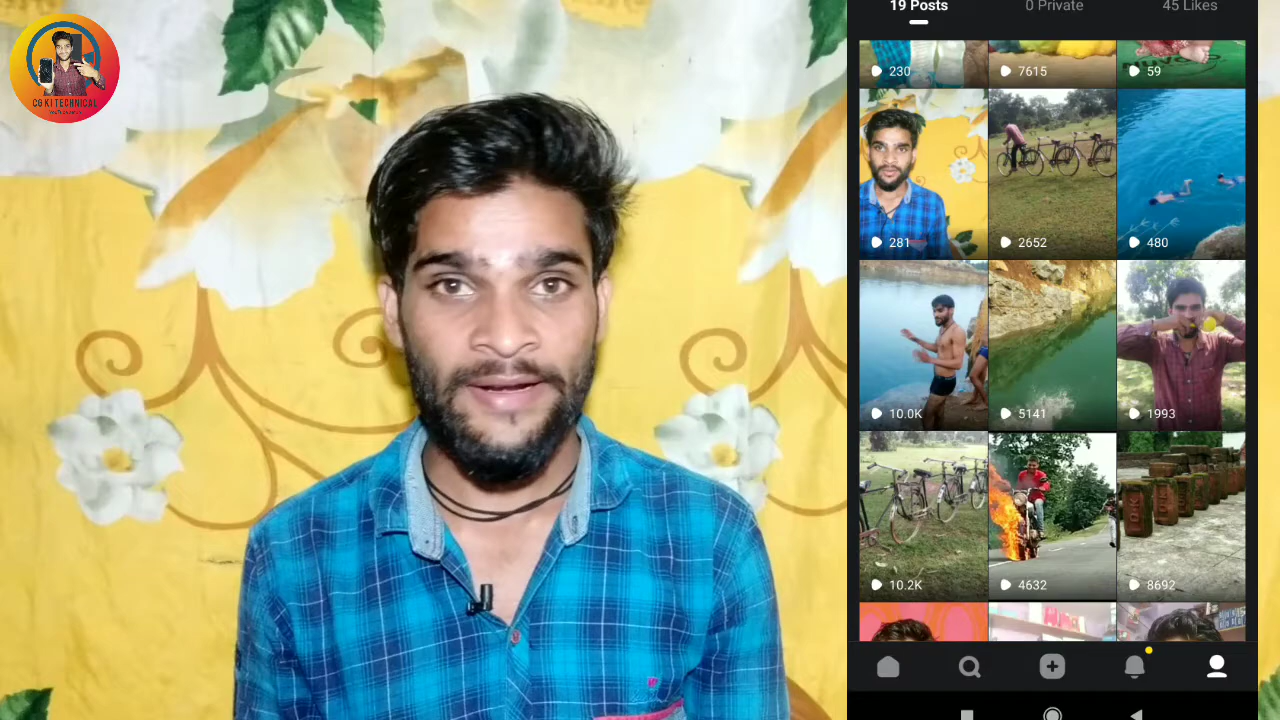 CG KI TECHNICAL
19 Posts
0 Private
45 Likes
230
7615
59
281
2652
480
10.0K
5141
1993
10.2K
4632
8692